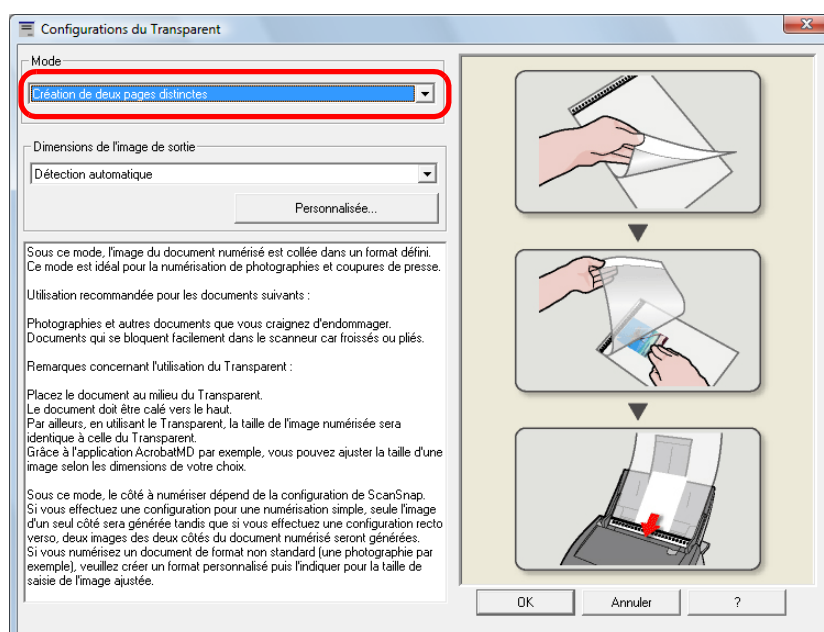 Configurations du Transparent
Mode
Création de deux pages distinctes
Dimensions de l'image de sortie
Détection automatique
Personnalisée...
Sous ce mode, l'image du document numérisé est collée dans un format défini.
Ce mode est idéal pour la numérisation de photographies et coupures de presse.
Utilisation recommandée pour les documents suivants :
Photographies et autres documents que vous craignez d'endommager.
Documents qui se bloquent facilement dans le scanneur car froissés ou pliés.
Remarques concernant l'utilisation du Transparent :
Placez le document au milieu du Transparent.
Le document doit être calé vers le haut.
Par ailleurs, en utilisant le Transparent, la taille de l'image numérisée sera
identique à celle du Transparent.
Grâce à l'application AcrobatMD par exemple, vous pouvez ajuster la taille d'une
image selon les dimensions de votre choix.
Sous ce mode, le côté à numériser dépend de la configuration de ScanSnap.
Si vous effectuez une configuration pour une numérisation simple, seule l'image
d'un seul côté sera générée tandis que si vous effectuez une configuration recto
verso, deux images des deux côtés du document numérisé seront générées.
Si vous numérisez un document de format non standard (une photographie par
exemple), veuillez créer un format personnalisé puis l'indiquer pour la taille de
saisie de l'image ajustée.
OK
Annuler
?